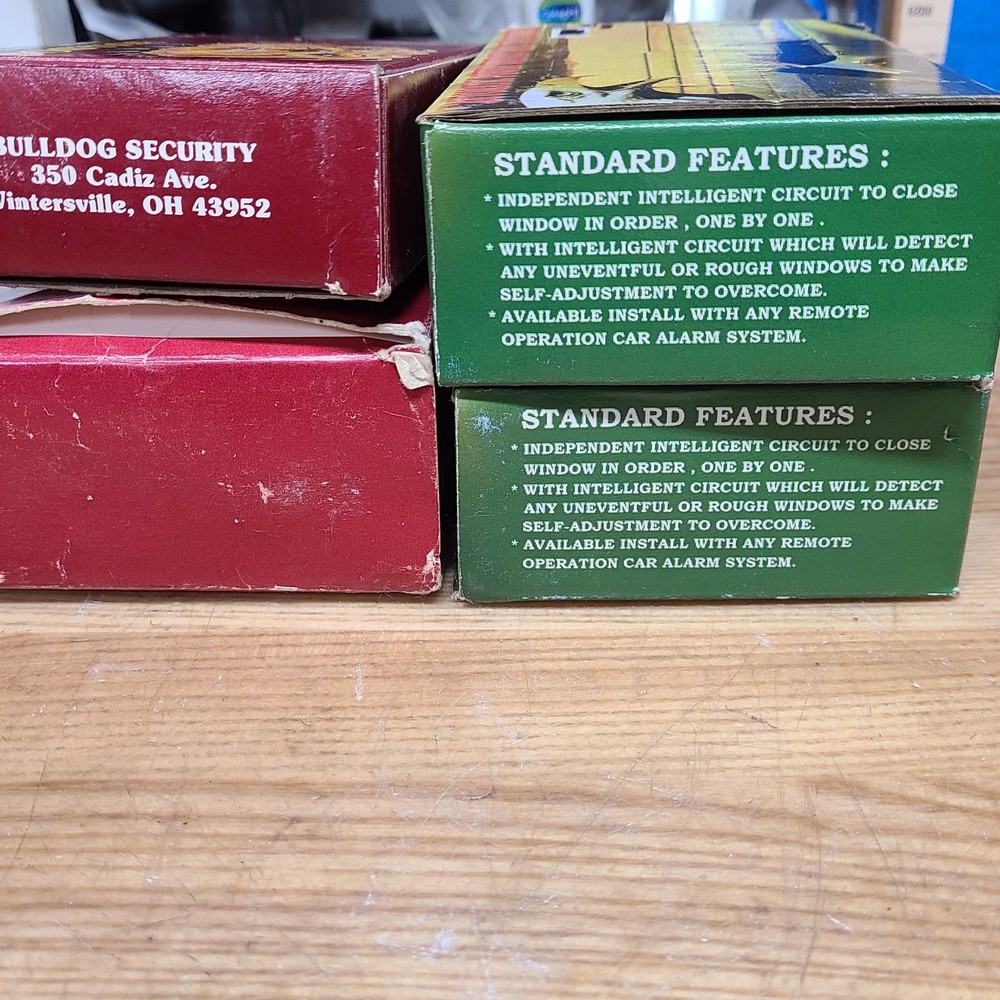 BULLDOG SECURITY
350 Cadiz Ave.
Wintersville, OH 43952
STANDARD FEATURES :
* INDEPENDENT INTELLIGENT CIRCUIT TO CLOSE
WINDOW IN ORDER , ONE BY ONE .
* WITH INTELLIGENT CIRCUIT WHICH WILL DETECT
ANY UNEVENTFUL OR ROUGH WINDOWS TO MAKE
SELF-ADJUSTMENT TO OVERCOME.
* AVAILABLE INSTALL WITH ANY REMOTE
OPERATION CAR ALARM SYSTEM.
STANDARD FEATURES :
* INDEPENDENT INTELLIGENT CIRCUIT TO CLOSE
WINDOW IN ORDER , ONE BY ONE .
* WITH INTELLIGENT CIRCUIT WHICH WILL DETECT
ANY UNEVENTFUL OR ROUGH WINDOWS TO MAKE
SELF-ADJUSTMENT TO OVERCOME.
* AVAILABLE INSTALL WITH ANY REMOTE
OPERATION CAR ALARM SYSTEM.